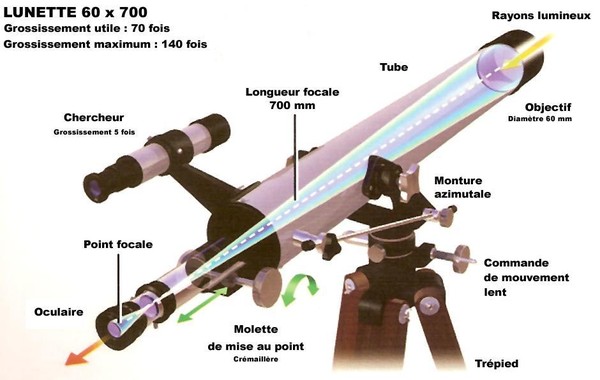 LUNETTE 60 x 700
Grossissement utile : 70 fois
Grossissement maximum : 140 fois
Rayons lumineux
Tube
Longueur focale
700 mm
Chercheur
Grossissement 5 fois
Objectif
Diamètre 60 mm
Monture
azimutale
Point focale
Commande
de mouvement
lent
Oculaire
Molette
de mise au point
Crémaillère
Trépied